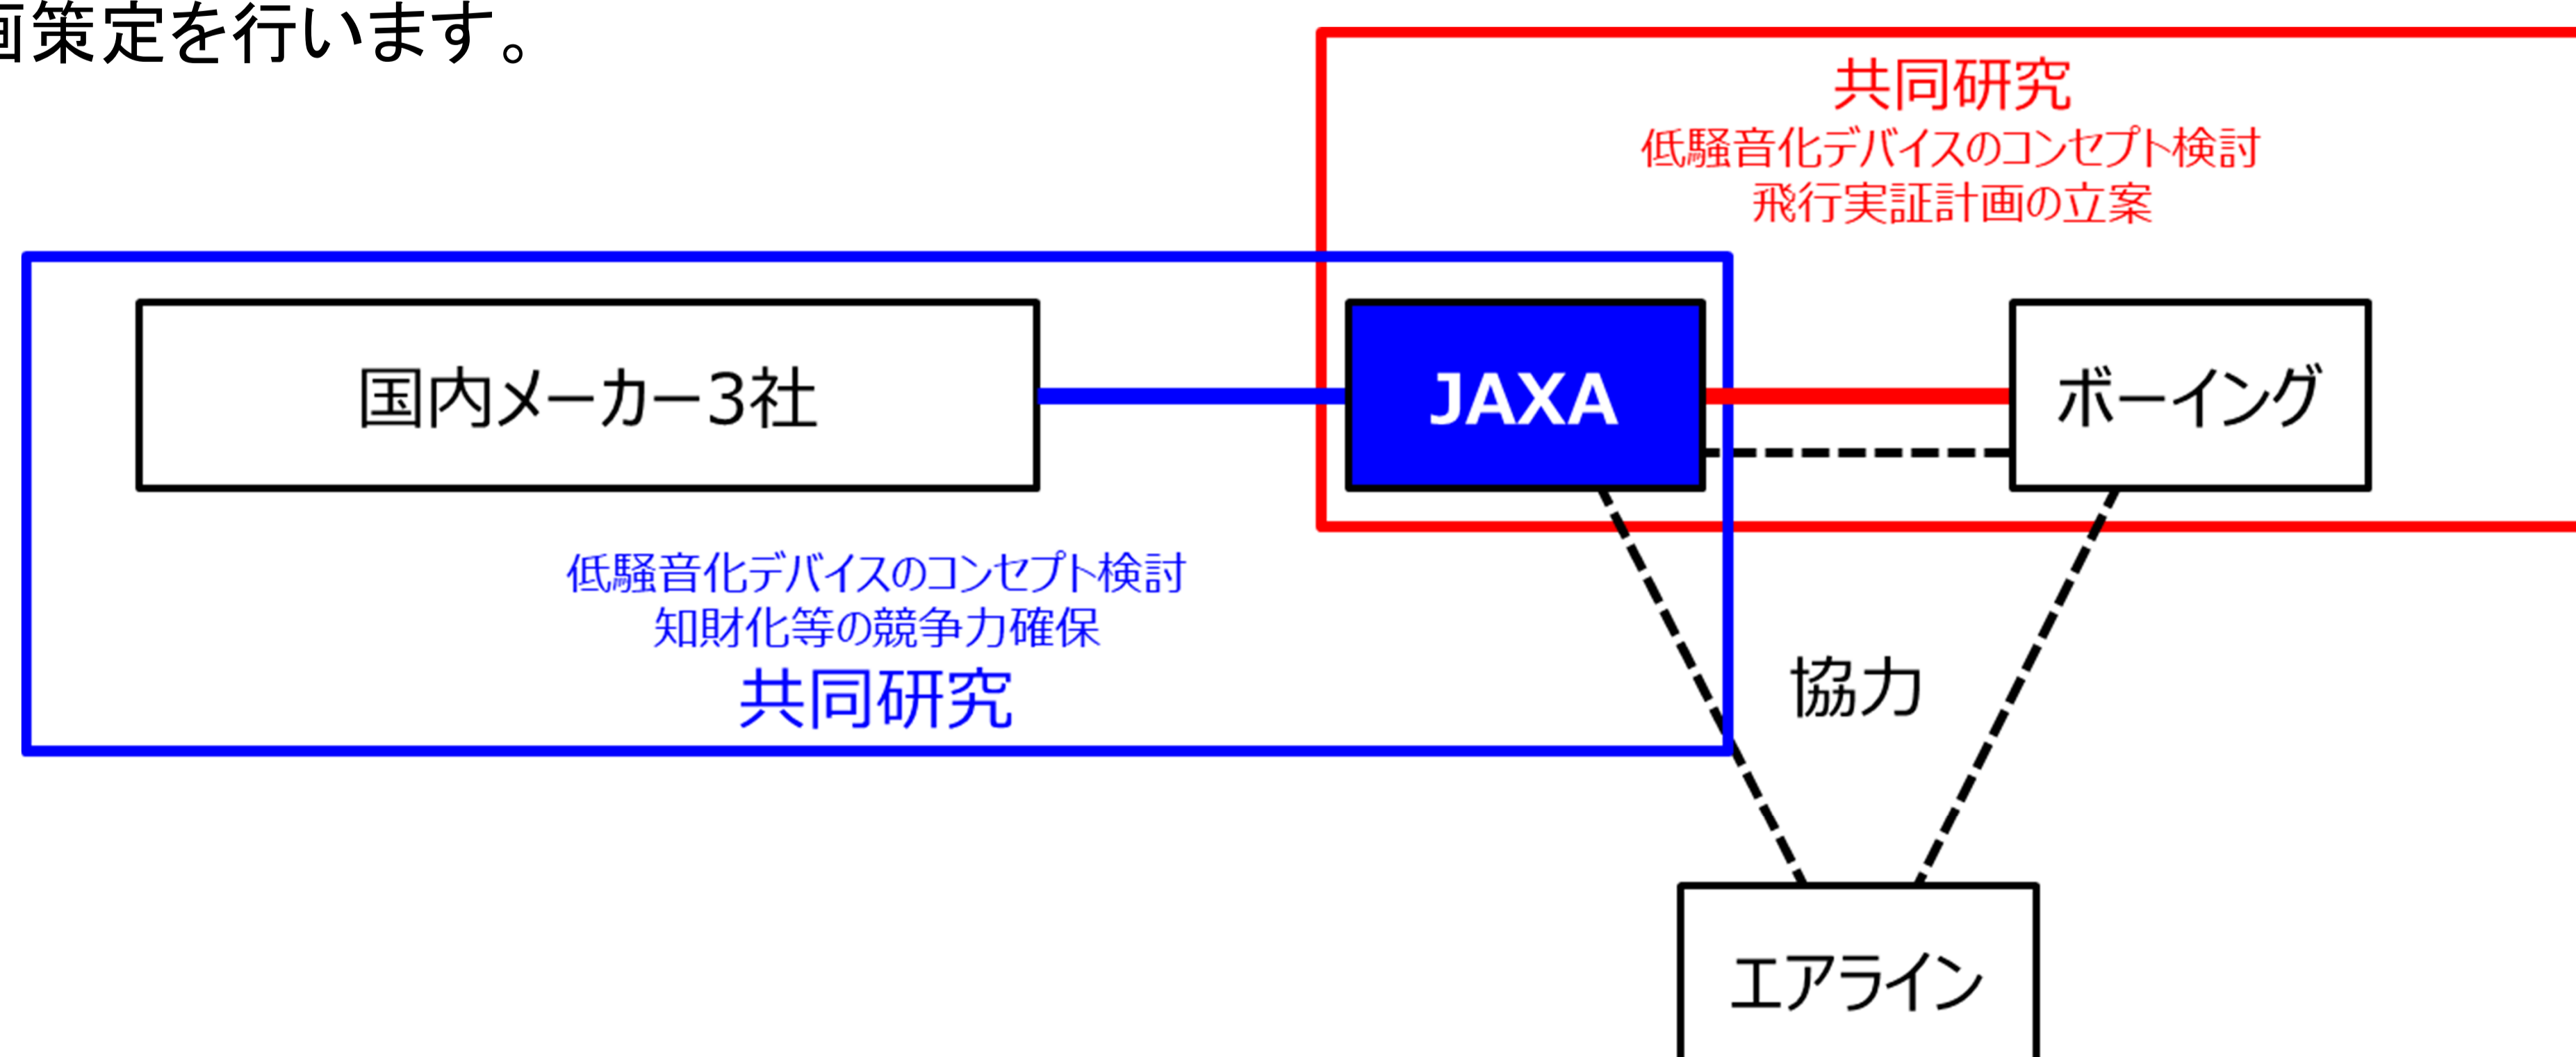 画策定を行います。
共同研究
低騒音化デバイスのコンセプト検討
飛行実証計画の立案
国内メーカー3社
JAXA
ボーイング
低騒音化デバイスのコンセプト検討
知財化等の競争力確保
共同研究
協力
エアライン